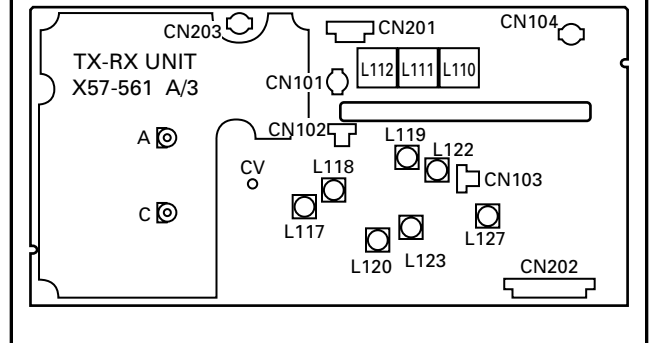 CN203
CN201
CN104
TX-RX UNIT
X57-561 A/3
CN101
L112 L111 L110
CN102
L119
A
L122
CV
L118
CN103
C
L117
L127
L120
L123
CN202